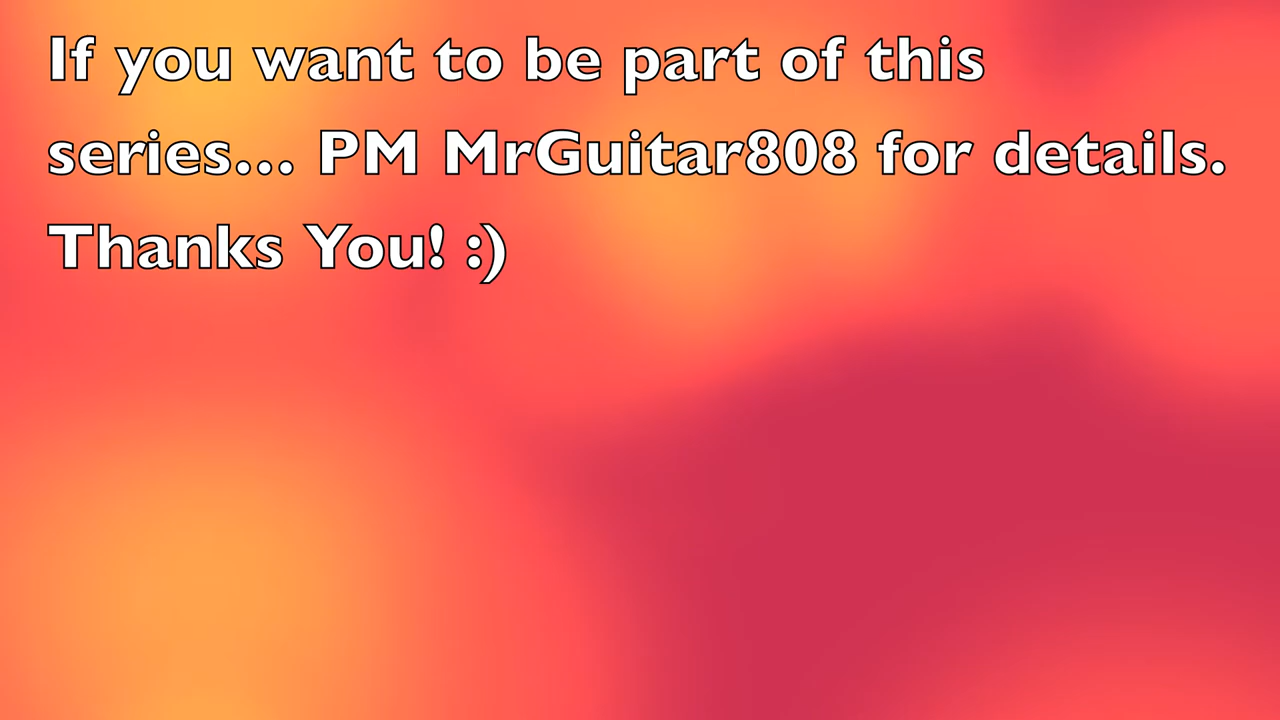 If you want to be part of this
series... PM MrGuitar808 for details.
Thanks You! :)